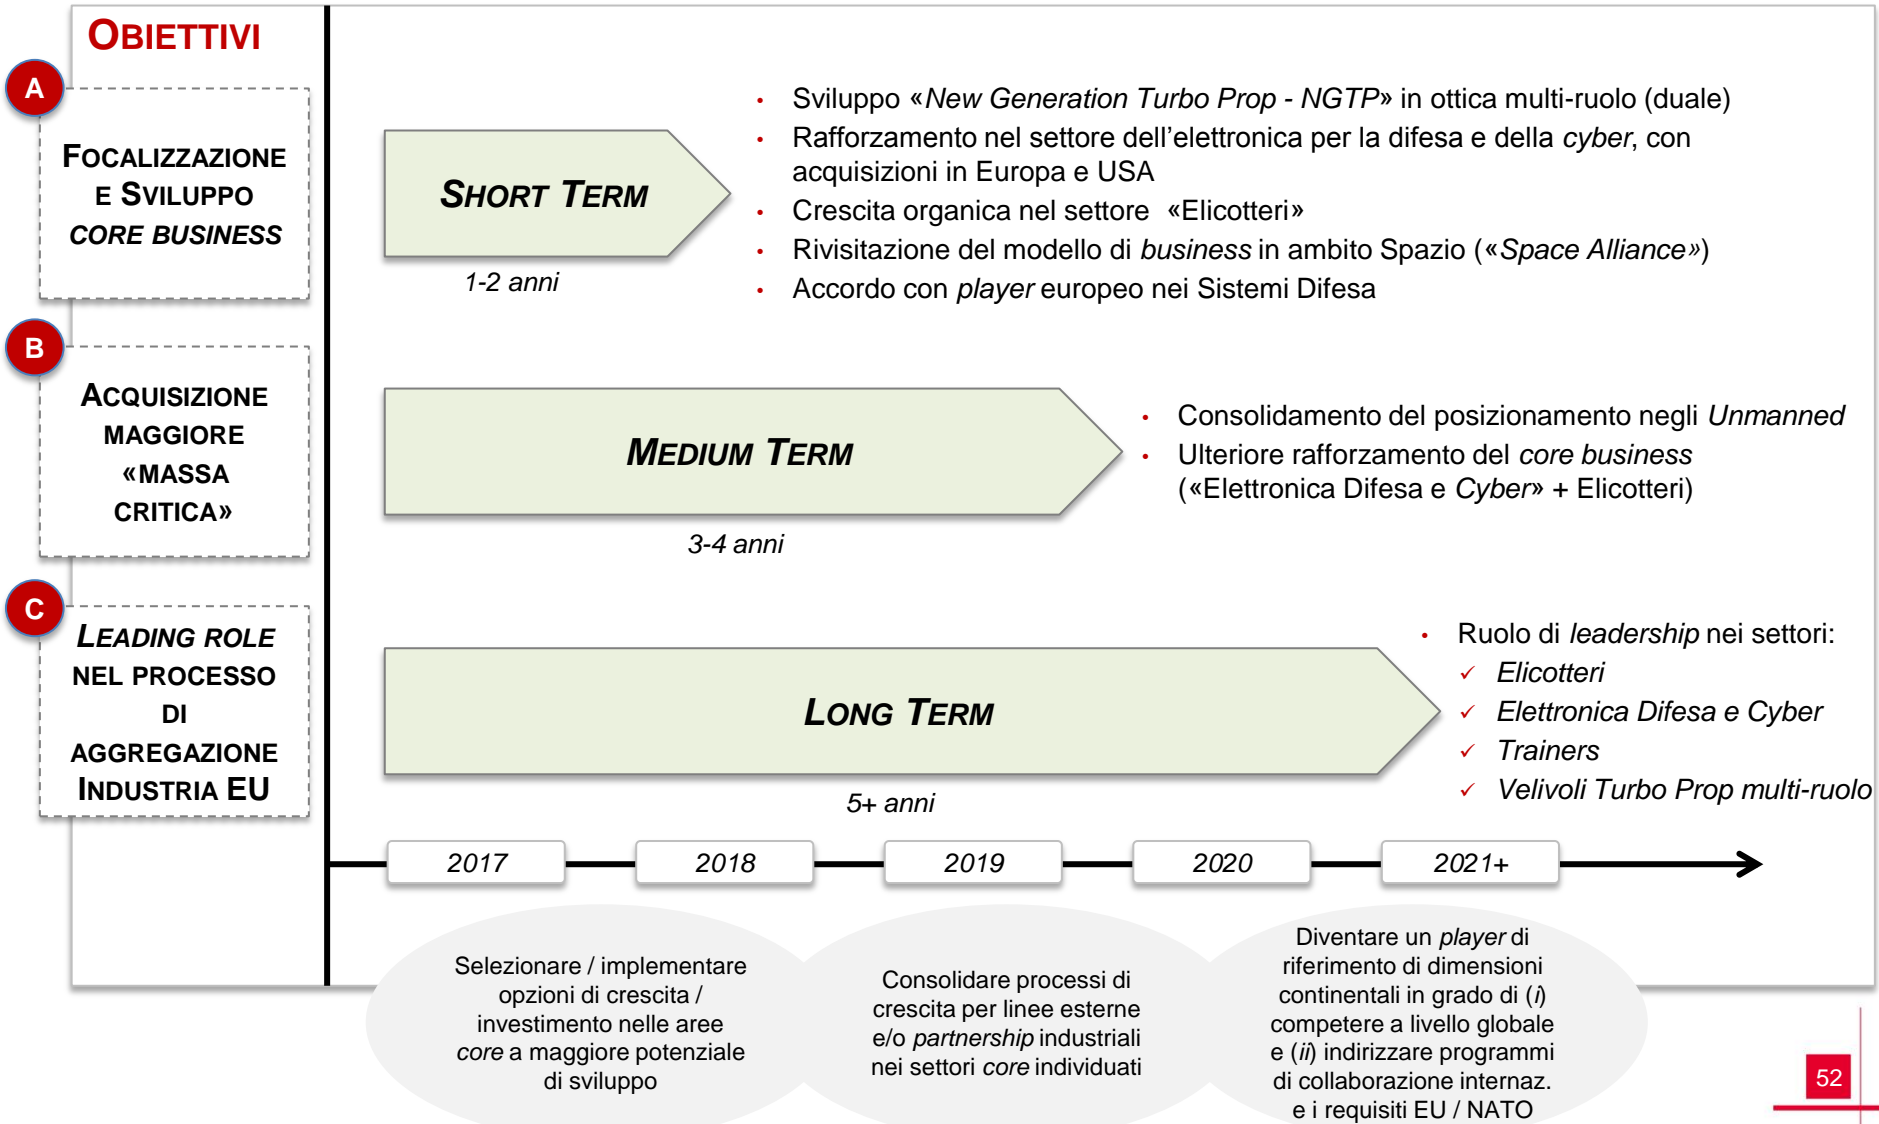 OBIETTIVI
A
FOCALIZZAZIONE
E SVILUPPO
CORE BUSINESS
SHORT TERM
1-2 anni
• Sviluppo «New Generation Turbo Prop - NGTP» in ottica multi-ruolo (duale)
• Rafforzamento nel settore dell'elettronica per la difesa e della cyber, con
acquisizioni in Europa e USA
• Crescita organica nel settore «Elicotteri»
• Rivisitazione del modello di business in ambito Spazio («Space Alliance»)
• Accordo con player europeo nei Sistemi Difesa
B
ACQUISIZIONE
MAGGIORE
«MASSA
CRITICA»
MEDIUM TERM
3-4 anni
• Consolidamento del posizionamento negli Unmanned
• Ulteriore rafforzamento del core business
(«Elettronica Difesa e Cyber» + Elicotteri)
C
LEADING ROLE
NEL PROCESSO
DI
AGGREGAZIONE
INDUSTRIA EU
LONG TERM
5+ anni
• Ruolo di leadership nei settori:
✓ Elicotteri
✓ Elettronica Difesa e Cyber
✓ Trainers
✓ Velivoli Turbo Prop multi-ruolo
2017
2018
2019
2020
2021+
Selezionare / implementare
opzioni di crescita /
investimento nelle aree
core a maggiore potenziale
di sviluppo
Consolidare processi di
crescita per linee esterne
e/o partnership industriali
nei settori core individuati
Diventare un player di
riferimento di dimensioni
continentali in grado di (i)
competere a livello globale
e (ii) indirizzare programmi
di collaborazione internaz.
e i requisiti EU / NATO
52